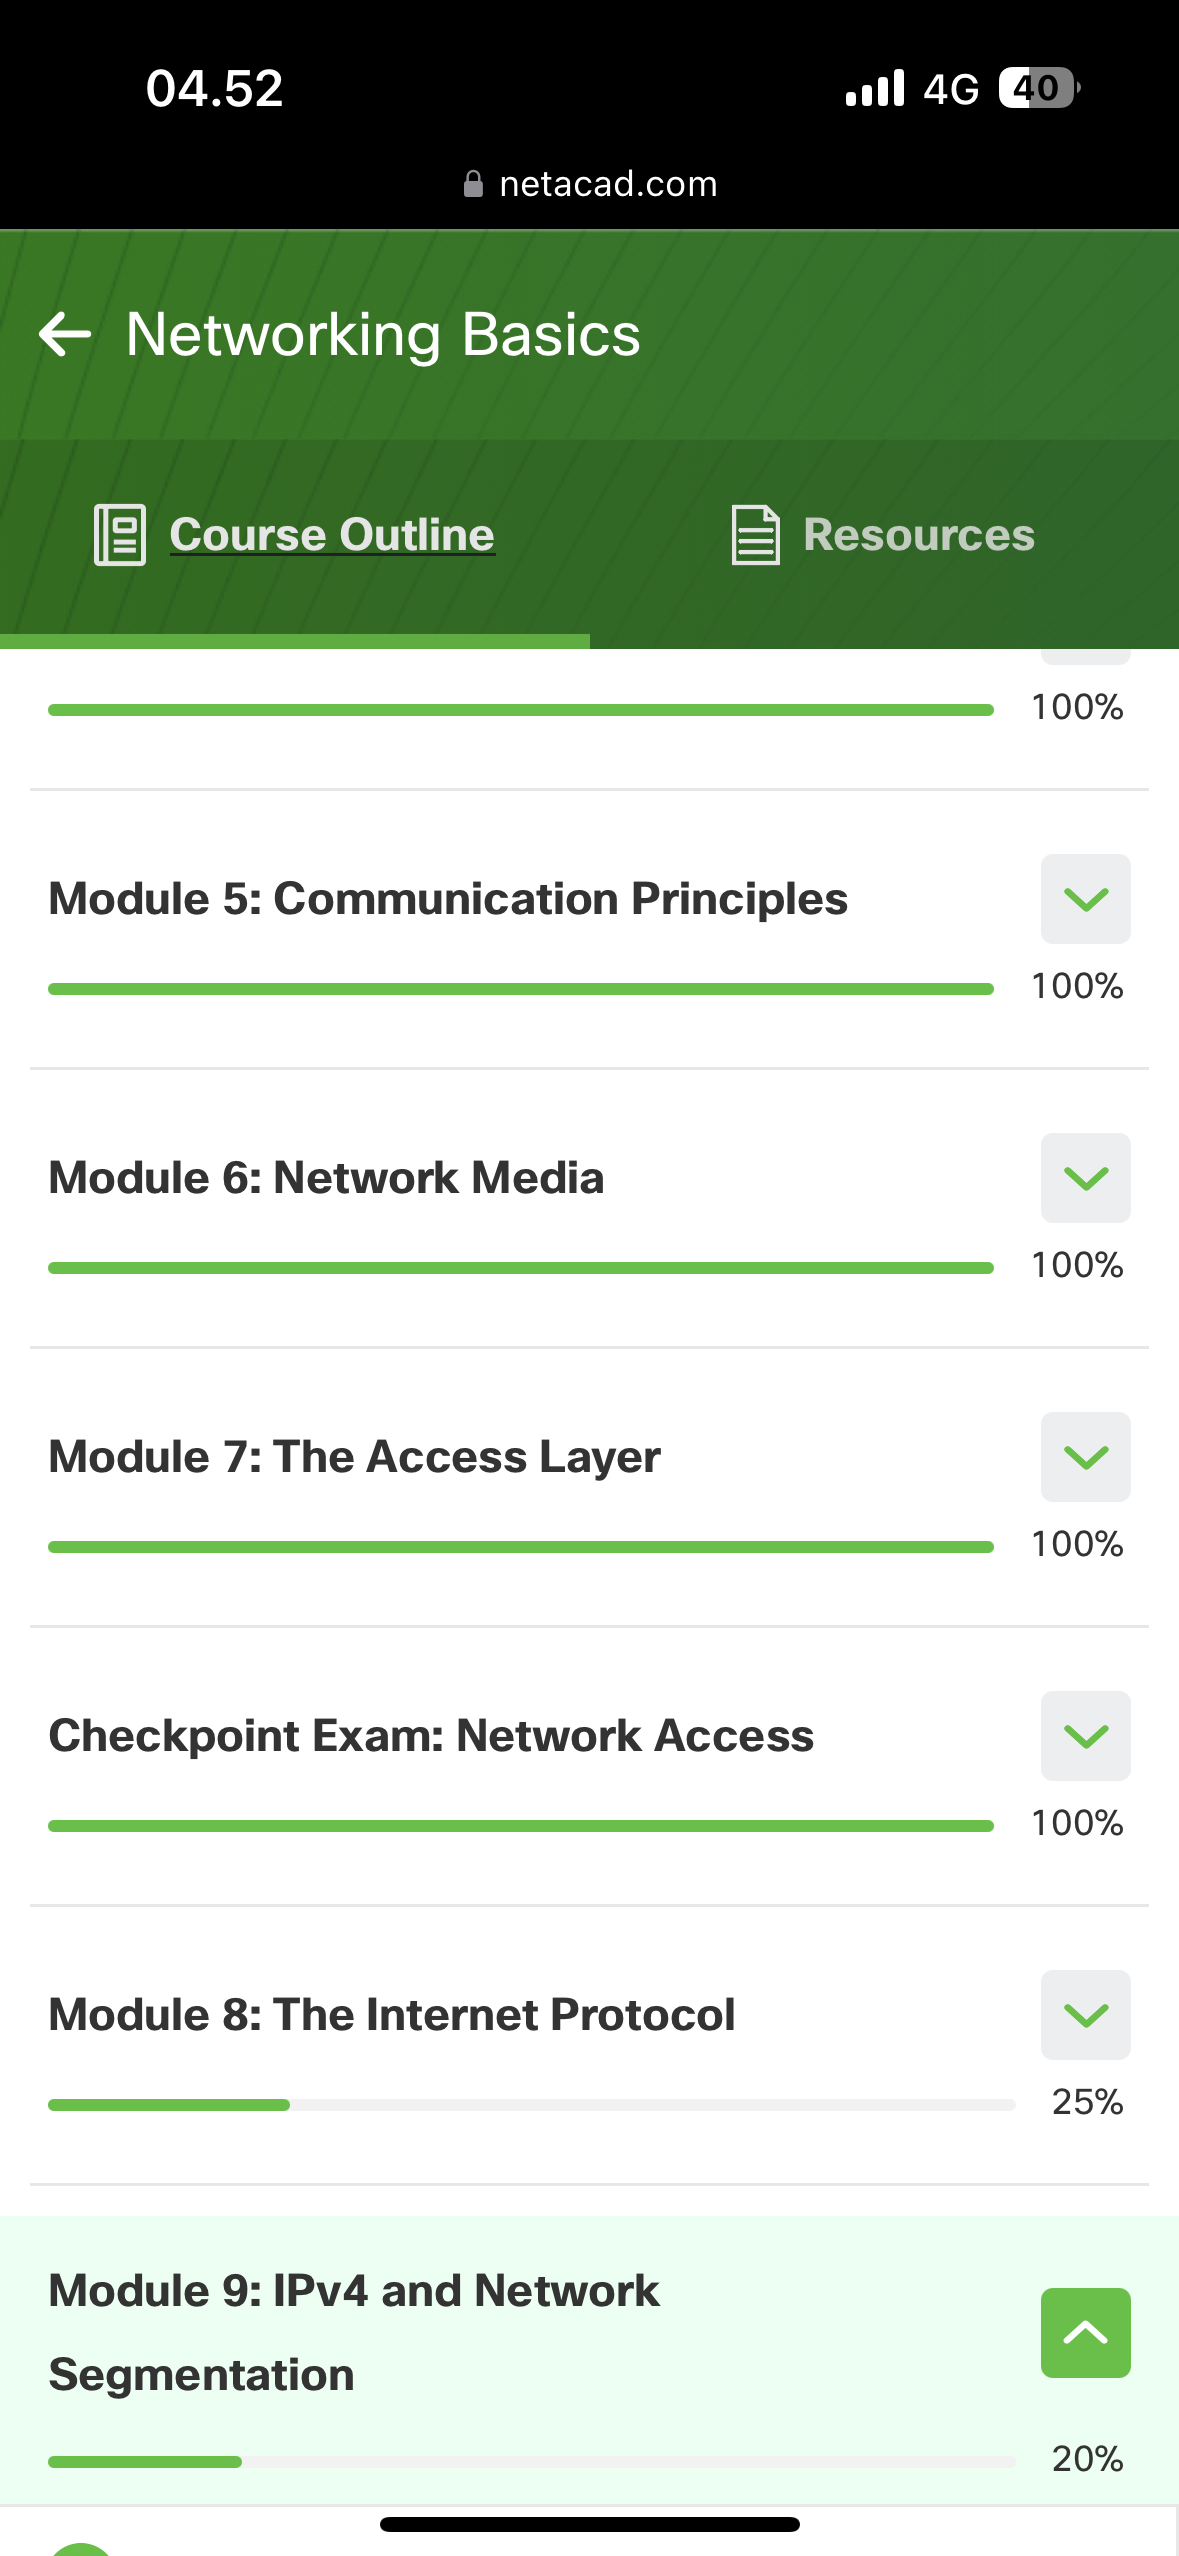 04.52
4G
40
netacad.com
Networking Basics
Course Outline
Resources
100%
Module 5: Communication Principles
100%
Module 6: Network Media
100%
Module 7: The Access Layer
100%
Checkpoint Exam: Network Access
100%
Module 8: The Internet Protocol
25%
Module 9: IPv4 and Network
Segmentation
20%